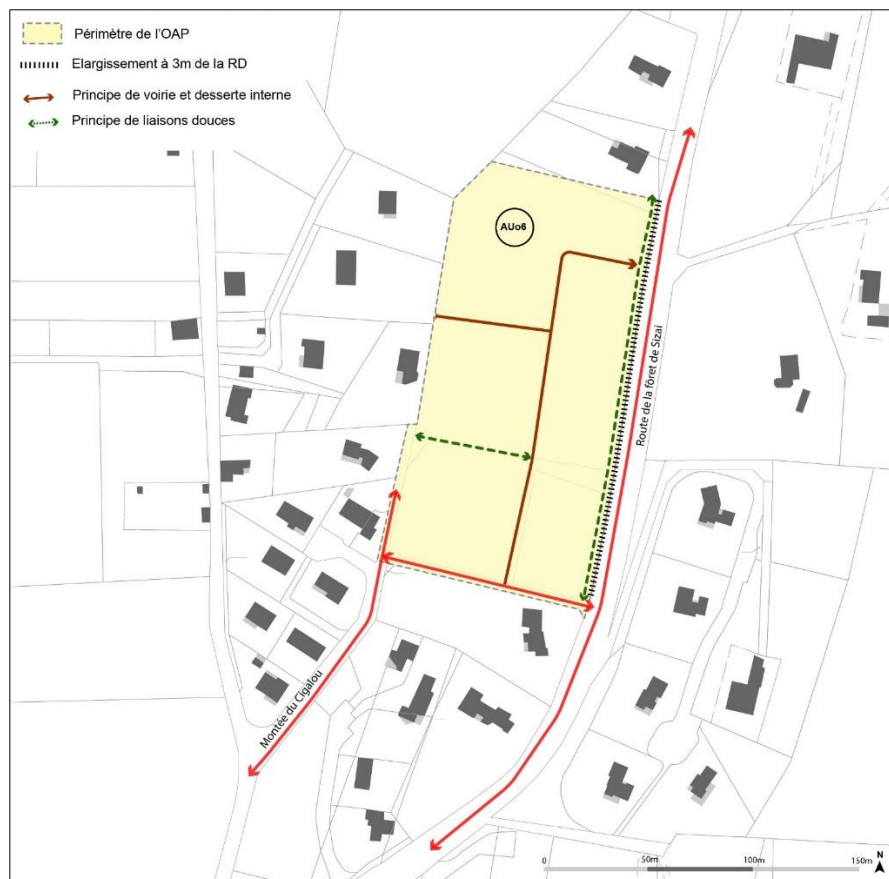 Périmètre de l'OAP
Elargissement à 3m de la RD
Principe de voirie et desserte interne
Principe de liaisons douces
AUo6
Route de la fôret de Sizai
Montée du Cigalou
0 50m 100m 150m
N